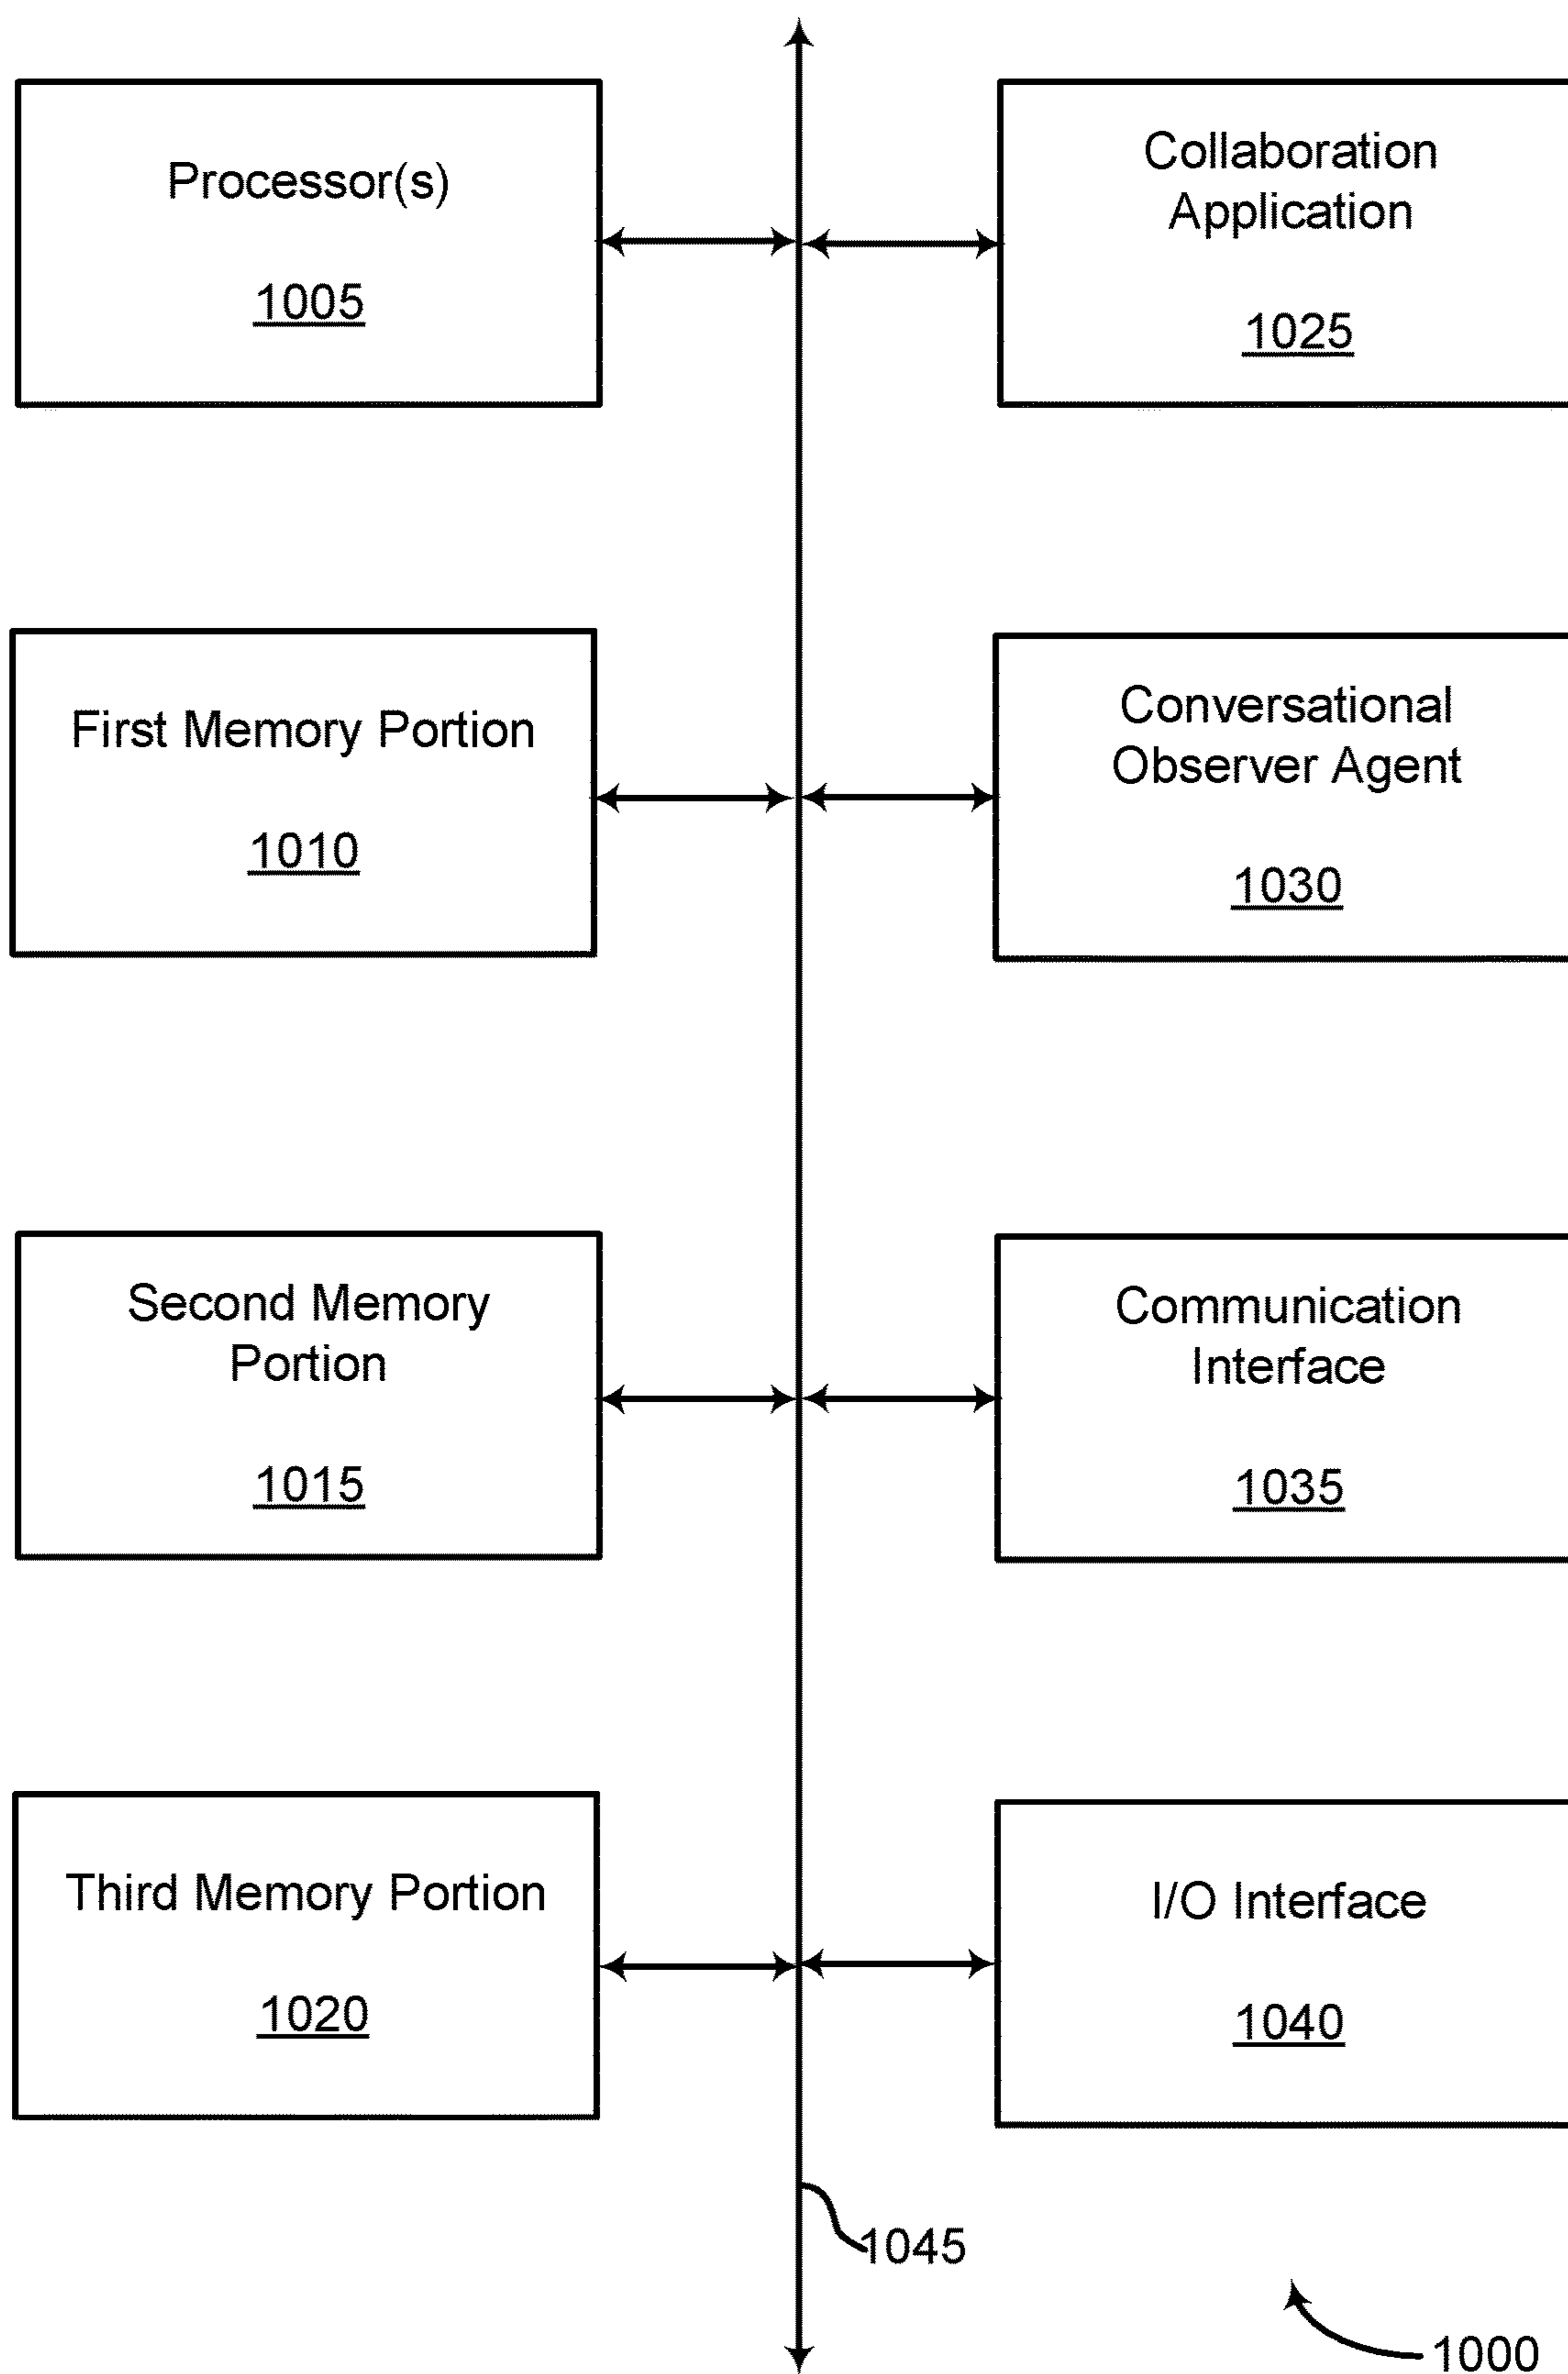 Processor(s)
1005
Collaboration
Application
1025
First Memory Portion
1010
Conversational
Observer Agent
1030
Second Memory
Portion
1015
Communication
Interface
1035
Third Memory Portion
1020
I/O Interface
1040
1045
1000